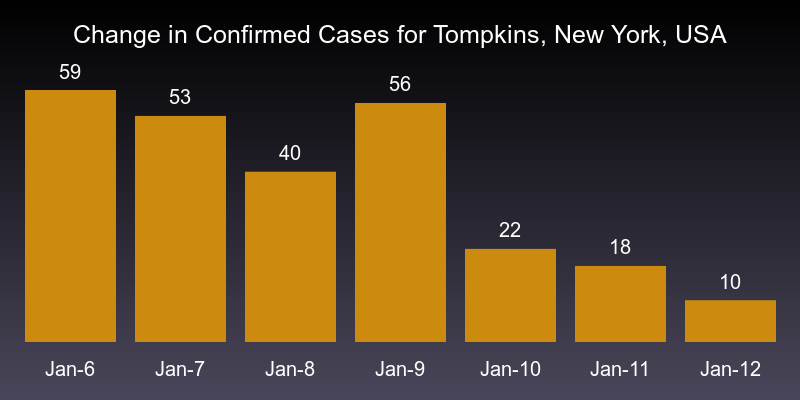 Change in Confirmed Cases for Tompkins, New York, USA
59
53
40
56
22
18
10
Jan-6
Jan-7
Jan-8
Jan-9
Jan-10
Jan-11
Jan-12